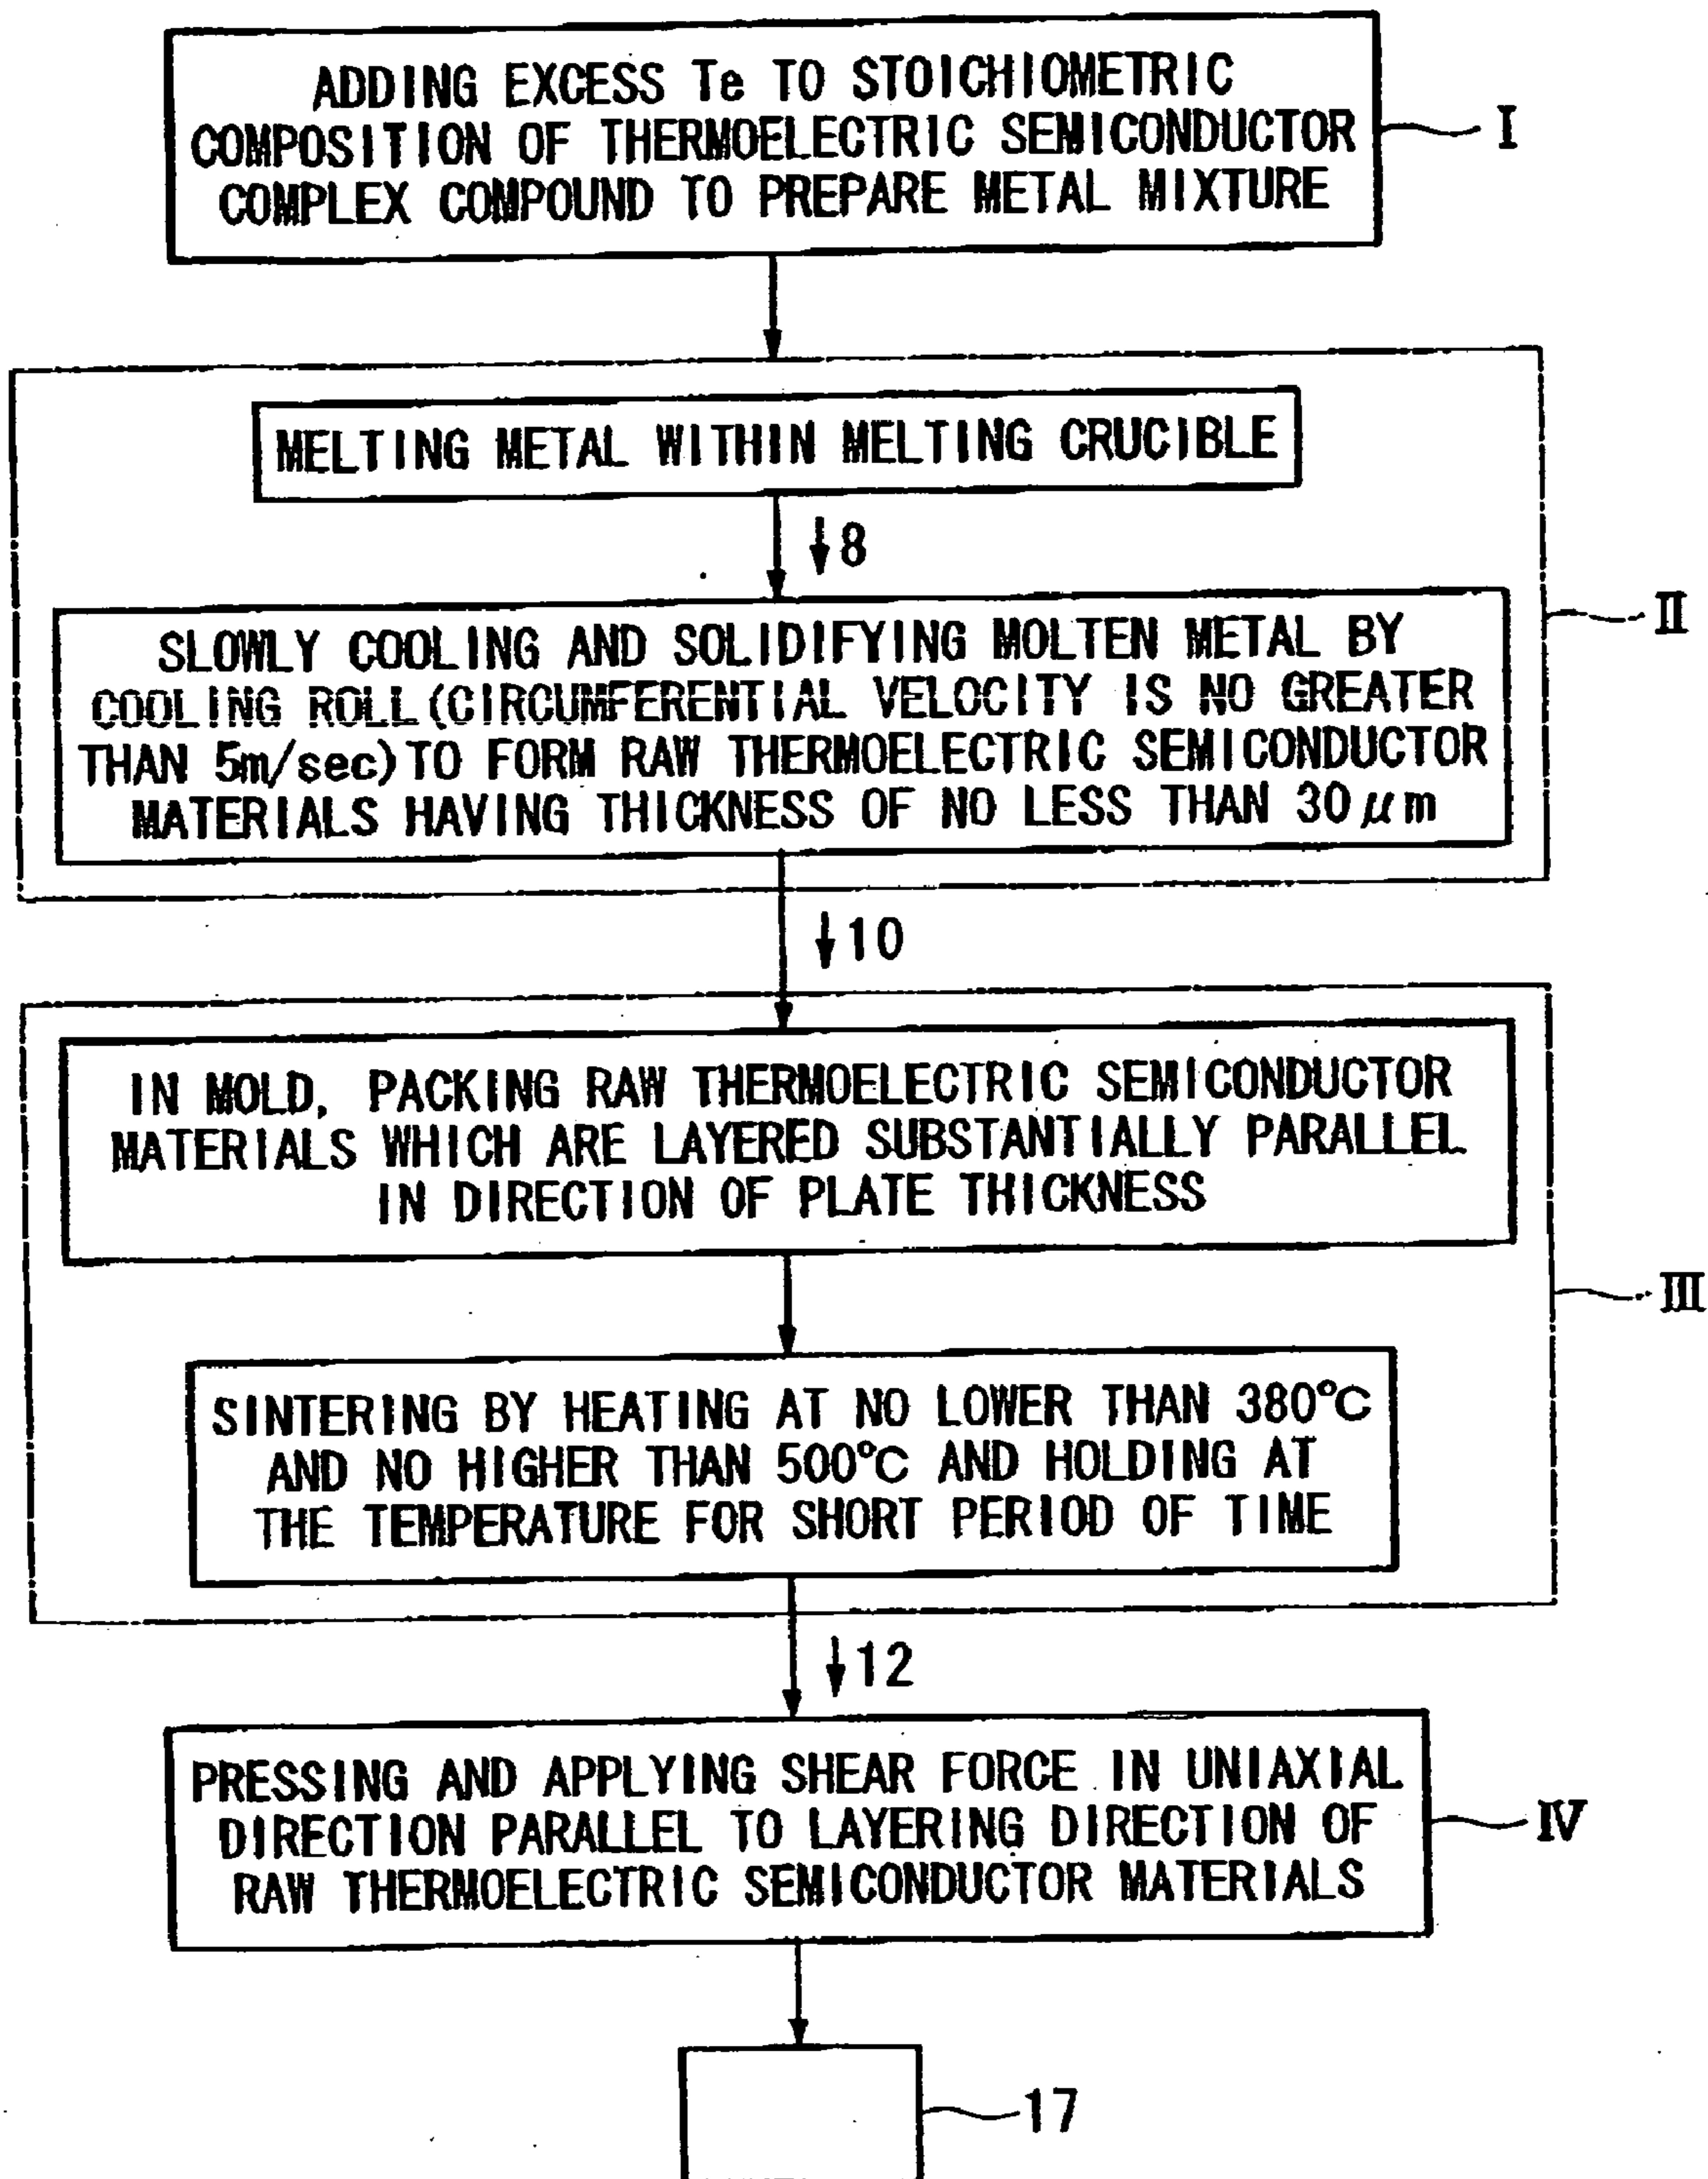 ADDING EXCESS Te TO STOICHIOMETRIC
COMPOSITION OF THERMOELECTRIC SEMICONDUCTOR
COMPLEX COMPOUND TO PREPARE METAL MIXTURE
I
MELTING METAL WITHIN MELTING CRUCIBLE
8
SLOWLY COOLING AND SOLIDIFYING MOLTEN METAL BY
COOLING ROLL (CIRCUMFERENTIAL VELOCITY IS NO GREATER
THAN 5m/sec) TO FORM RAW THERMOELECTRIC SEMICONDUCTOR
MATERIALS HAVING THICKNESS OF NO LESS THAN 30μm
II
10
IN MOLD, PACKING RAW THERMOELECTRIC SEMICONDUCTOR
MATERIALS WHICH ARE LAYERED SUBSTANTIALLY PARALLEL
IN DIRECTION OF PLATE THICKNESS
III
SINTERING BY HEATING AT NO LOWER THAN 380°C
AND NO HIGHER THAN 500°C AND HOLDING AT
THE TEMPERATURE FOR SHORT PERIOD OF TIME
12
PRESSING AND APPLYING SHEAR FORCE IN UNIAXIAL
DIRECTION PARALLEL TO LAYERING DIRECTION OF
RAW THERMOELECTRIC SEMICONDUCTOR MATERIALS
IV
17